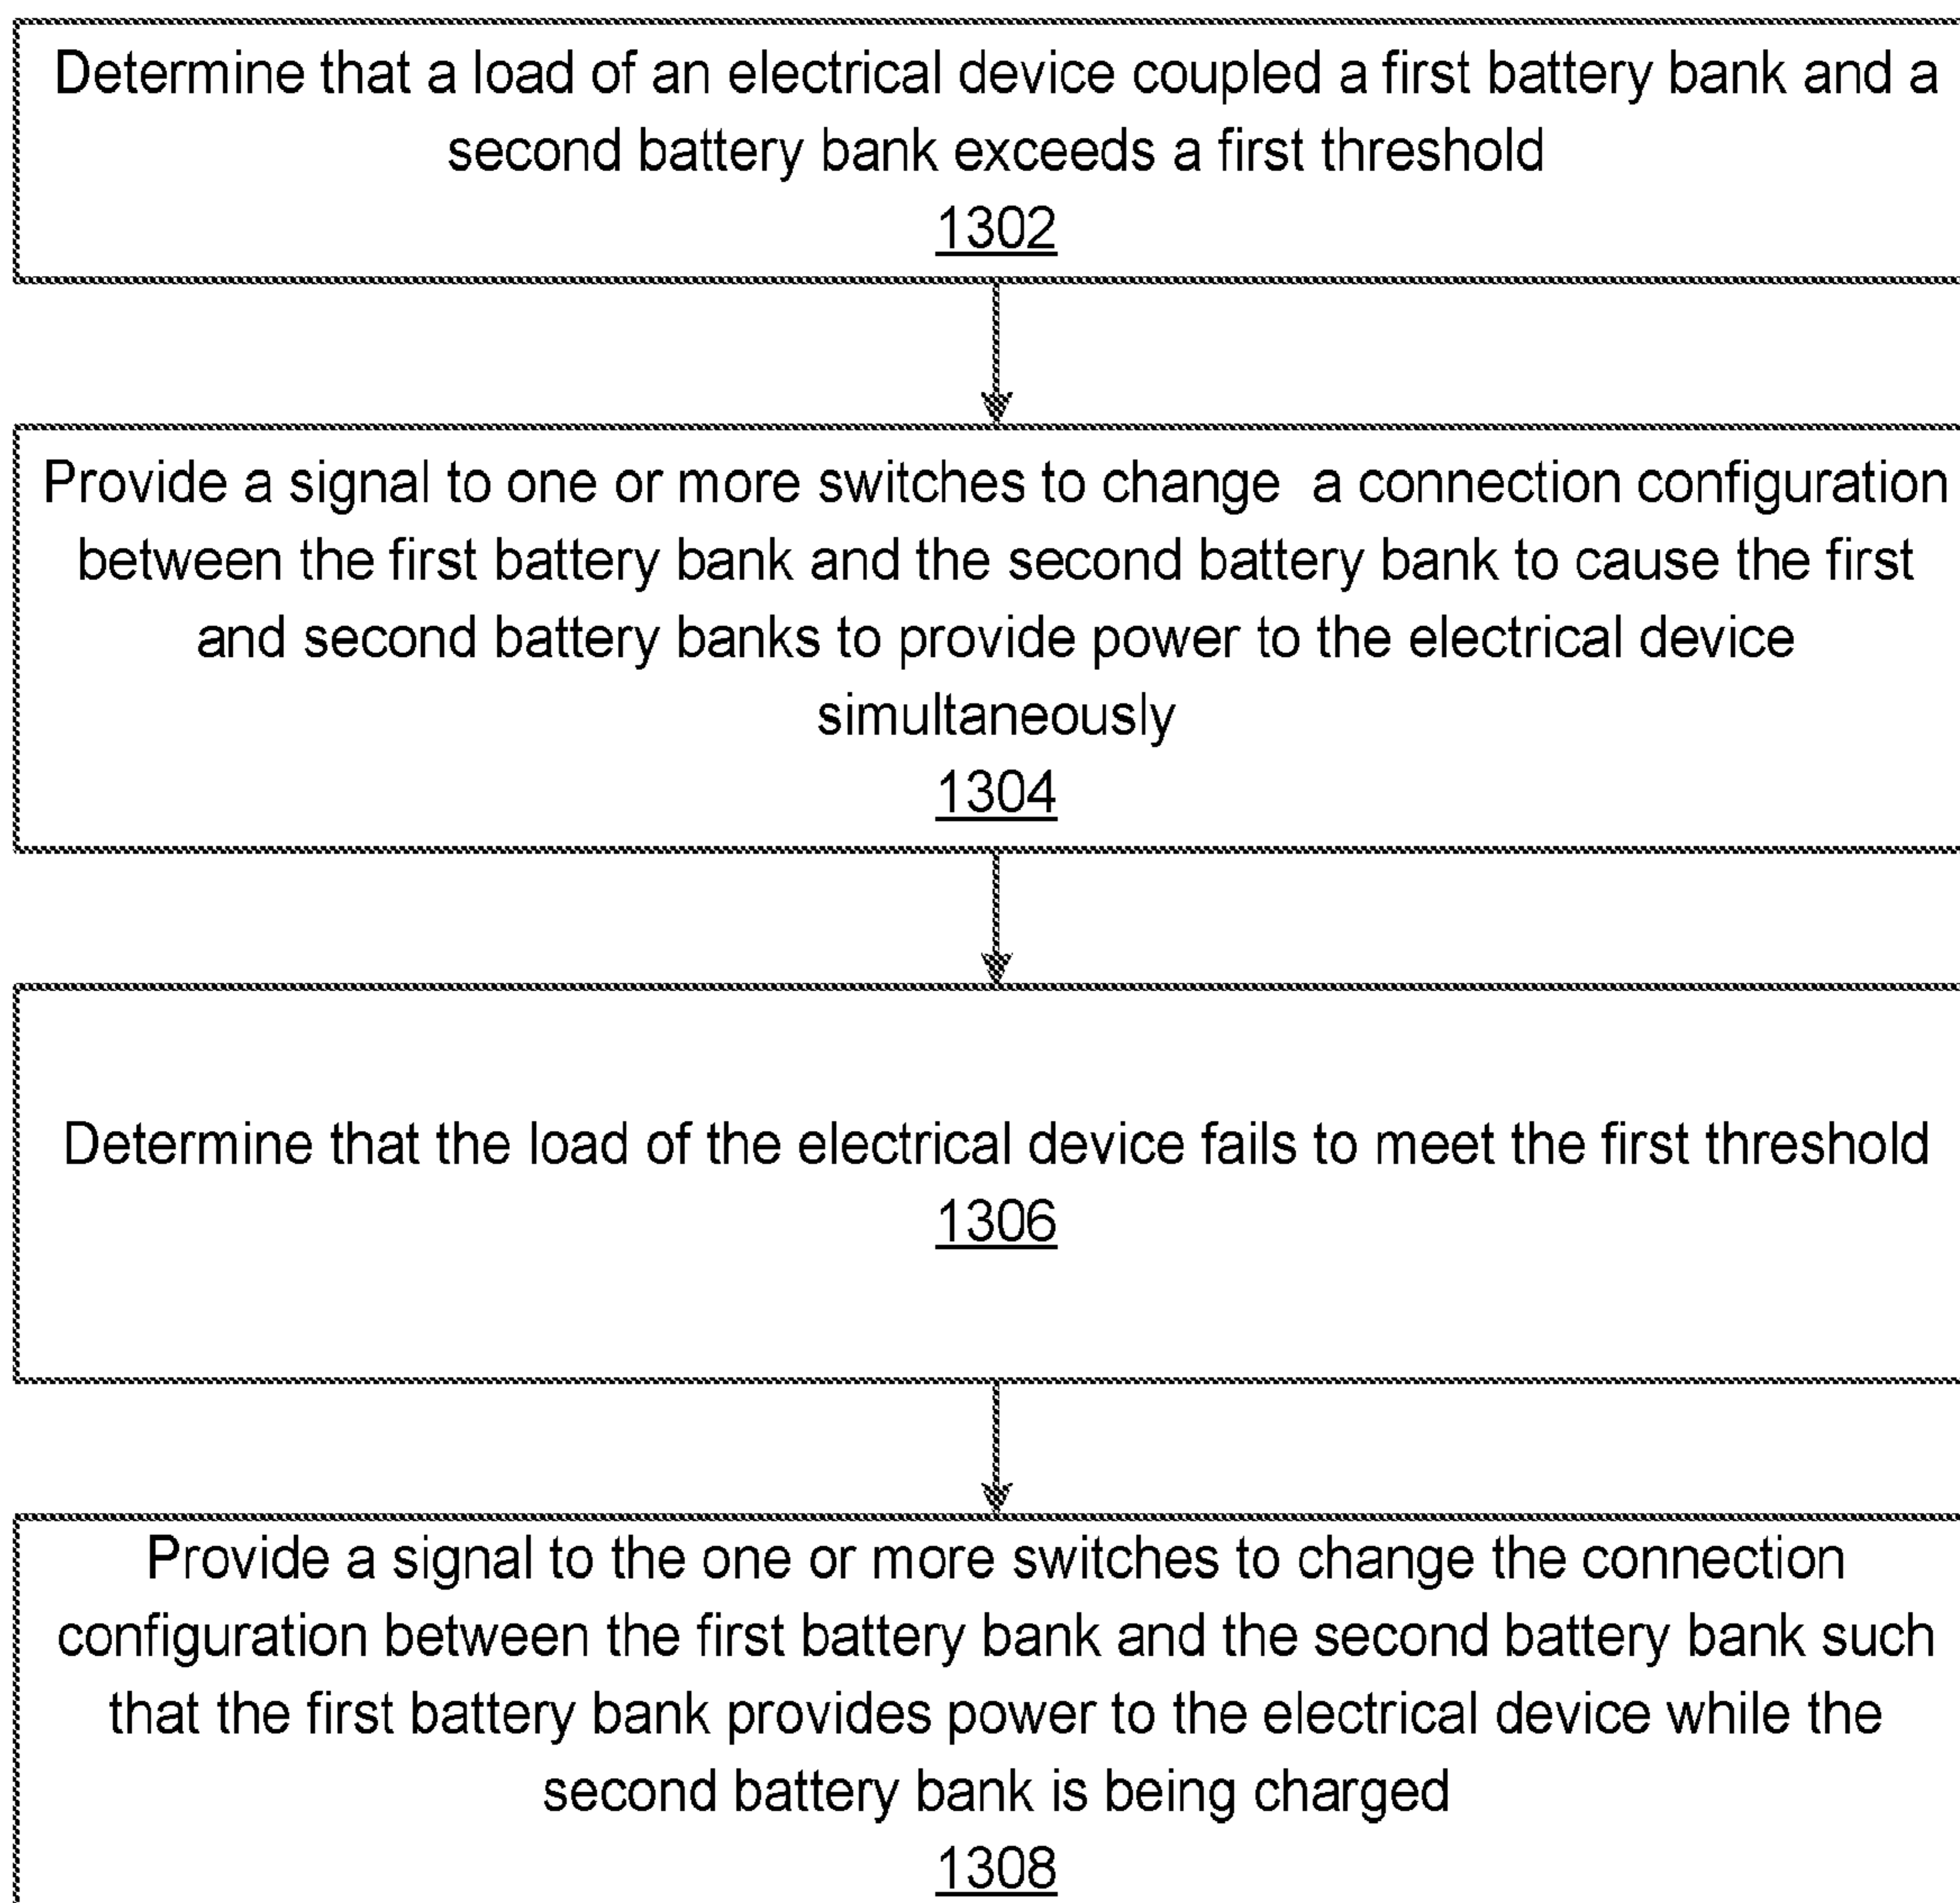 Determine that a load of an electrical device coupled a first battery bank and a
second battery bank exceeds a first threshold
1302
Provide a signal to one or more switches to change  a connection configuration
between the first battery bank and the second battery bank to cause the first
and second battery banks to provide power to the electrical device
simultaneously
1304
Determine that the load of the electrical device fails to meet the first threshold
1306
Provide a signal to the one or more switches to change the connection
configuration between the first battery bank and the second battery bank such
that the first battery bank provides power to the electrical device while the
second battery bank is being charged
1308